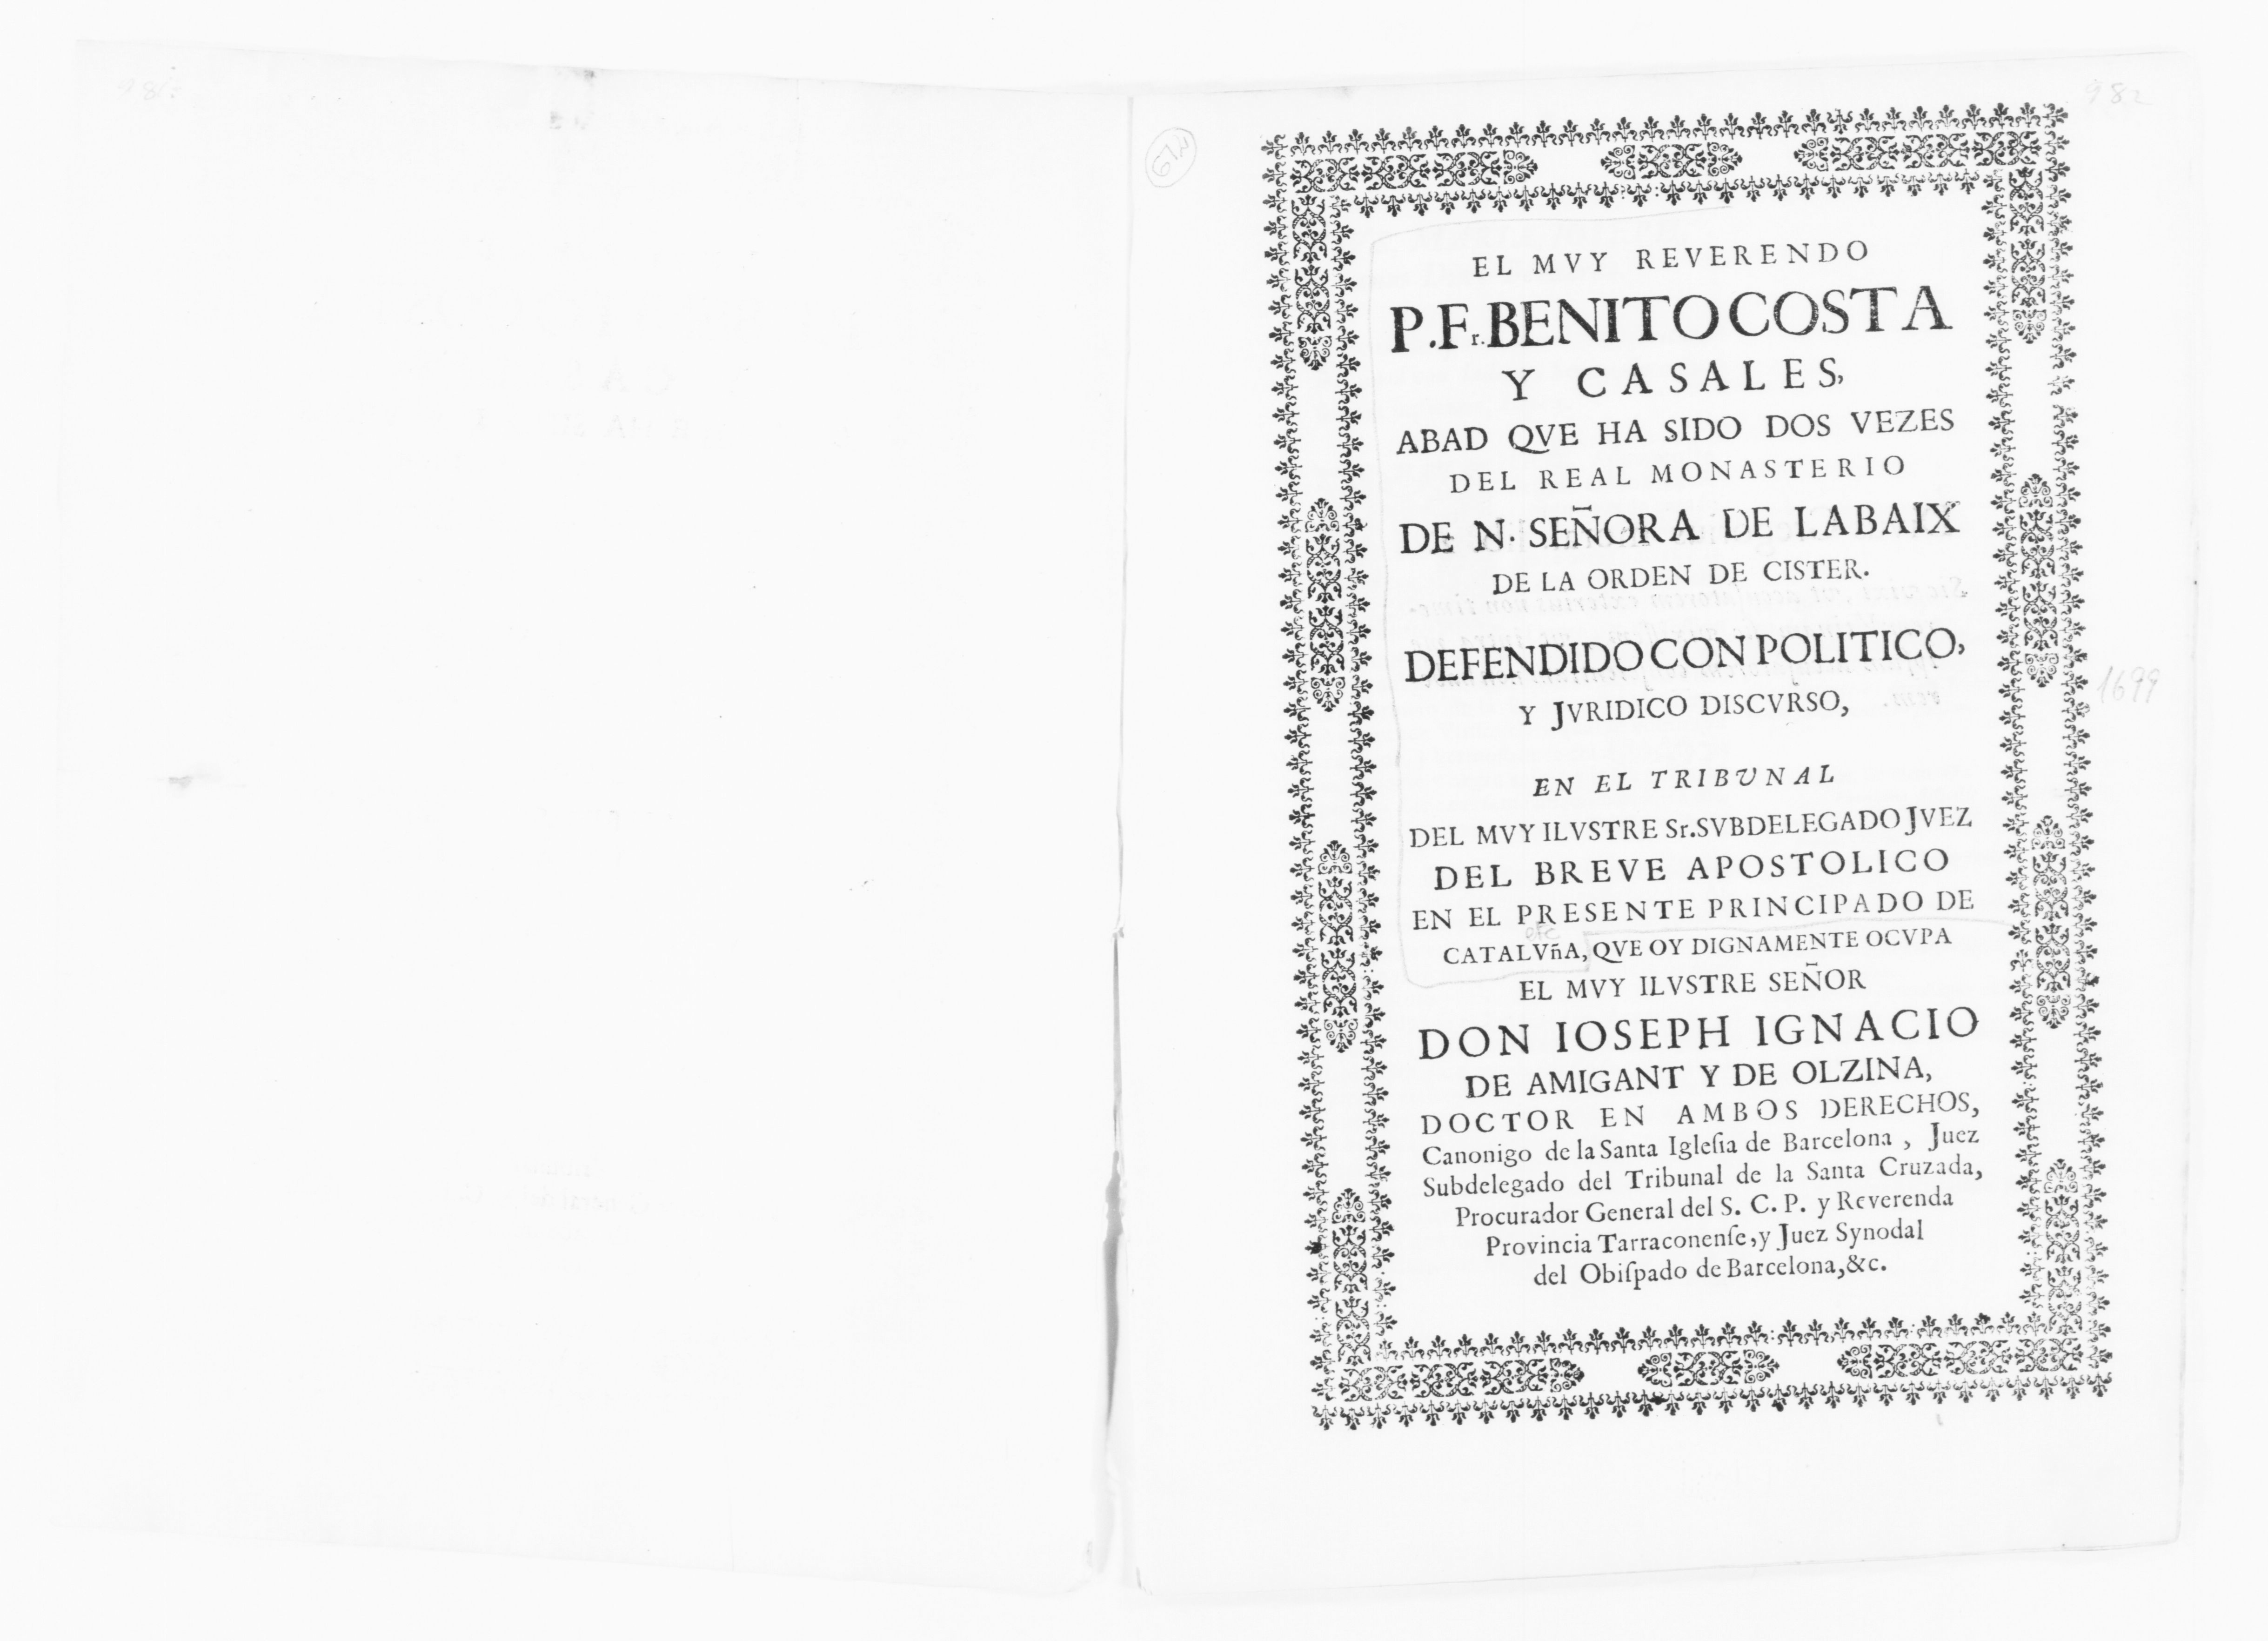 982
EL MVY REVERENDO
P.Fr.BENITO COSTA
Y CASALES,
ABAD QVE HA SIDO DOS VEZES
DEL REAL MONASTERIO
DE N. SEÑORA DE LABAIX
DE LA ORDEN DE CISTER.
DEFENDIDO CON POLITICO,
Y JVRIDICO DISCVRSO,
1699
EN EL TRIBVNAL
DEL MVY ILVSTRE Sr.SVBDELEGADO JVEZ
DEL BREVE APOSTOLICO
EN EL PRESENTE PRINCIPADO DE
CATALVñA, QVE OY DIGNAMENTE OCVPA
EL MVY ILVSTRE SEÑOR
DON IOSEPH IGNACIO
DE AMIGANT Y DE OLZINA,
DOCTOR EN AMBOS DERECHOS,
Canonigo de la Santa Igleſia de Barcelona , Juez
Subdelegado del Tribunal de la Santa Cruzada,
Procurador General del S. C. P. y Reverenda
Provincia Tarraconenſe,y Juez Synodal
del Obiſpado de Barcelona,&c.